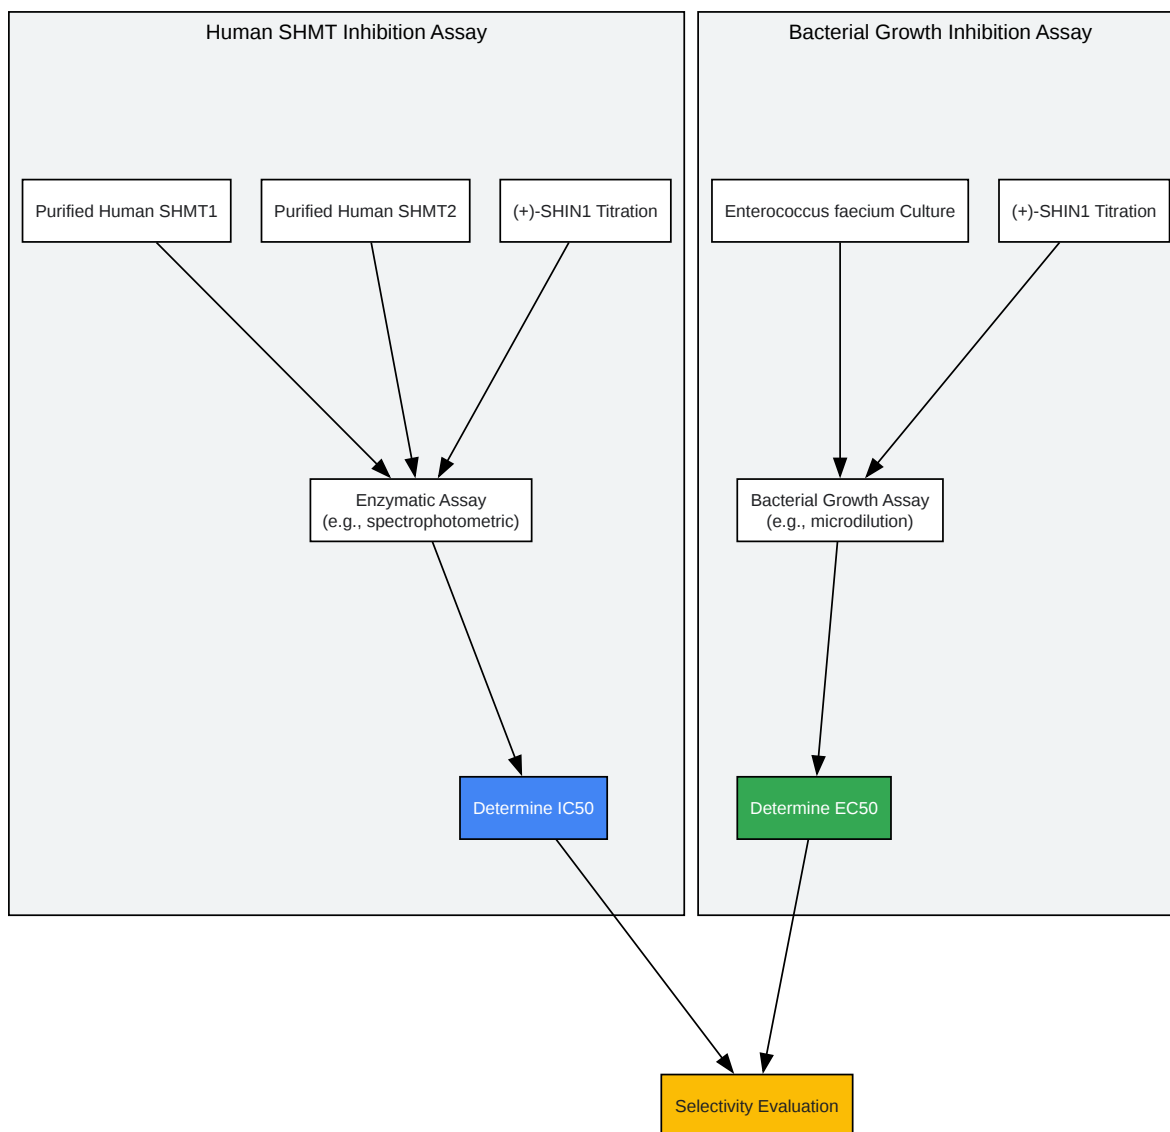 Human SHMT Inhibition Assay
Bacterial Growth Inhibition Assay
Purified Human SHMT1
Purified Human SHMT2
(+)-SHIN1 Titration
Enterococcus faecium Culture
(+)-SHIN1 Titration
Enzymatic Assay
(e.g., spectrophotometric)
Bacterial Growth Assay
(e.g., microdilution)
Determine IC50
Determine EC50
Selectivity Evaluation